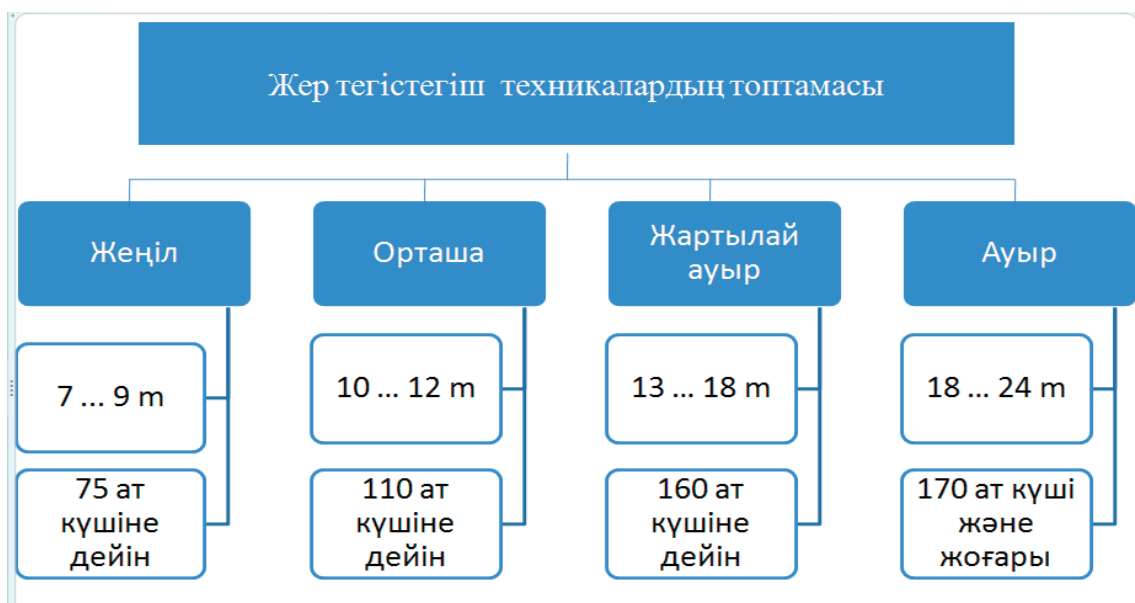 Жер тегістегіш техникалардың топтамасы
Жеңіл
7 ... 9 m
75 ат
күшіне
дейін
Орташа
10 ... 12 m
110 ат
күшіне
дейін
Жартылай
ауыр
13 ... 18 m
160 ат
күшіне
дейін
Ауыр
18 ... 24 m
170 ат күші
және
жоғары